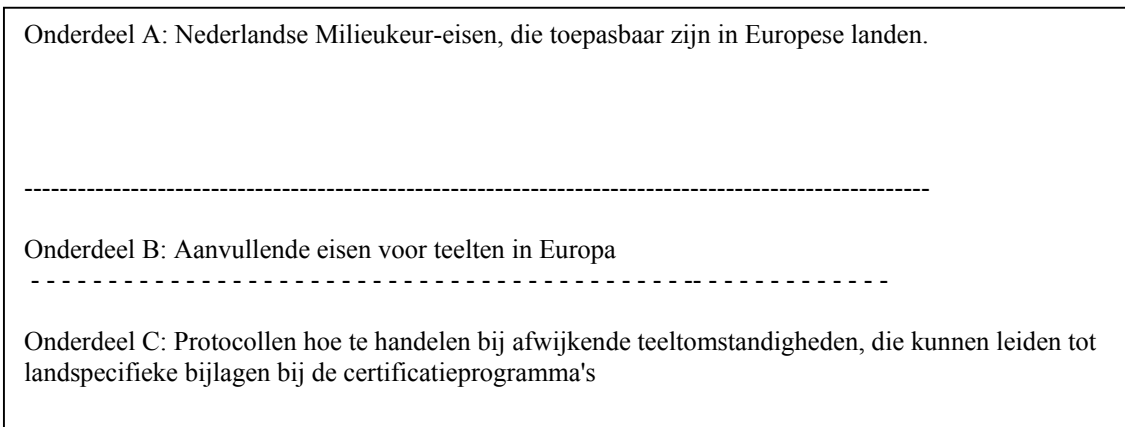 Onderdeel A: Nederlandse Milieukeur-eisen, die toepasbaar zijn in Europese landen.
------------------------------------------------------------------------------------------------------
Onderdeel B: Aanvullende eisen voor teelten in Europa
- - - - - - - - - - - - - - - - - - - - - - - - - - - - - - - - - - - - - - - - - - -- - - - - - - - - - - - - -
Onderdeel C: Protocollen hoe te handelen bij afwijkende teeltomstandigheden, die kunnen leiden tot
landspecifieke bijlagen bij de certificatieprogramma's